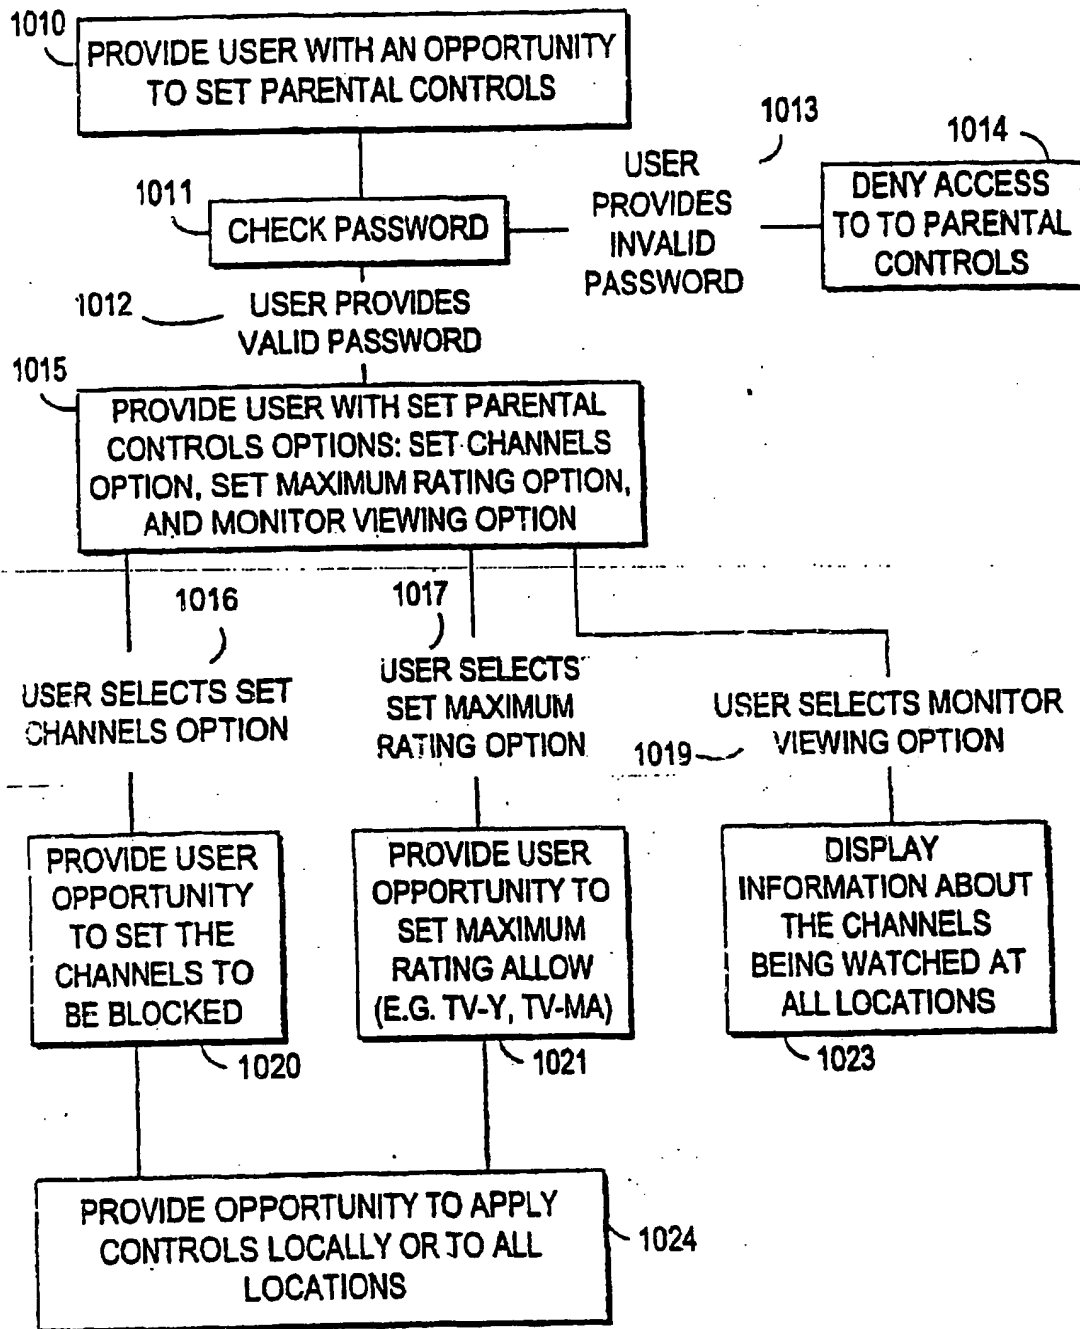 1010
PROVIDE USER WITH AN OPPORTUNITY
TO SET PARENTAL CONTROLS
1011
CHECK PASSWORD
1013
USER
PROVIDES
INVALID
PASSWORD
1014
DENY ACCESS
TO TO PARENTAL
CONTROLS
1012
USER PROVIDES
VALID PASSWORD
1015
PROVIDE USER WITH SET PARENTAL
CONTROLS OPTIONS: SET CHANNELS
OPTION, SET MAXIMUM RATING OPTION,
AND MONITOR VIEWING OPTION
1016
USER SELECTS SET
CHANNELS OPTION
1017
USER SELECTS
SET MAXIMUM
RATING OPTION
USER SELECTS MONITOR
VIEWING OPTION
1019
PROVIDE USER
OPPORTUNITY
TO SET THE
CHANNELS TO
BE BLOCKED
1020
PROVIDE USER
OPPORTUNITY TO
SET MAXIMUM
RATING ALLOW
(E.G. TV-Y, TV-MA)
1021
DISPLAY
INFORMATION ABOUT
THE CHANNELS
BEING WATCHED AT
ALL LOCATIONS
1023
PROVIDE OPPORTUNITY TO APPLY
CONTROLS LOCALLY OR TO ALL
LOCATIONS
1024